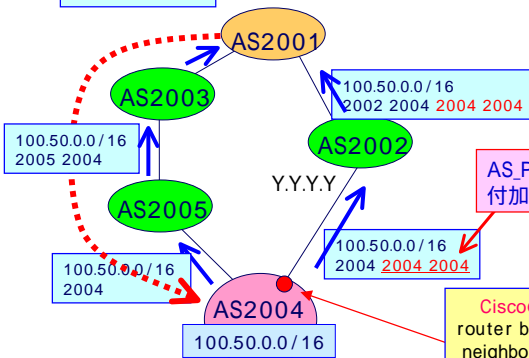 AS2001
AS2003
100.50.0.0 / 16
2002 2004 2004 2004
100.50.0.0 / 16
2005 2004
AS2002
Y.Y.Y.Y
AS_P
付加
AS2005
100.50.0.0 / 16
2004 2004 2004
100.50.0.0 / 16
2004
AS2004
100.50.0.0 / 16
Cisco
router b
neighbo